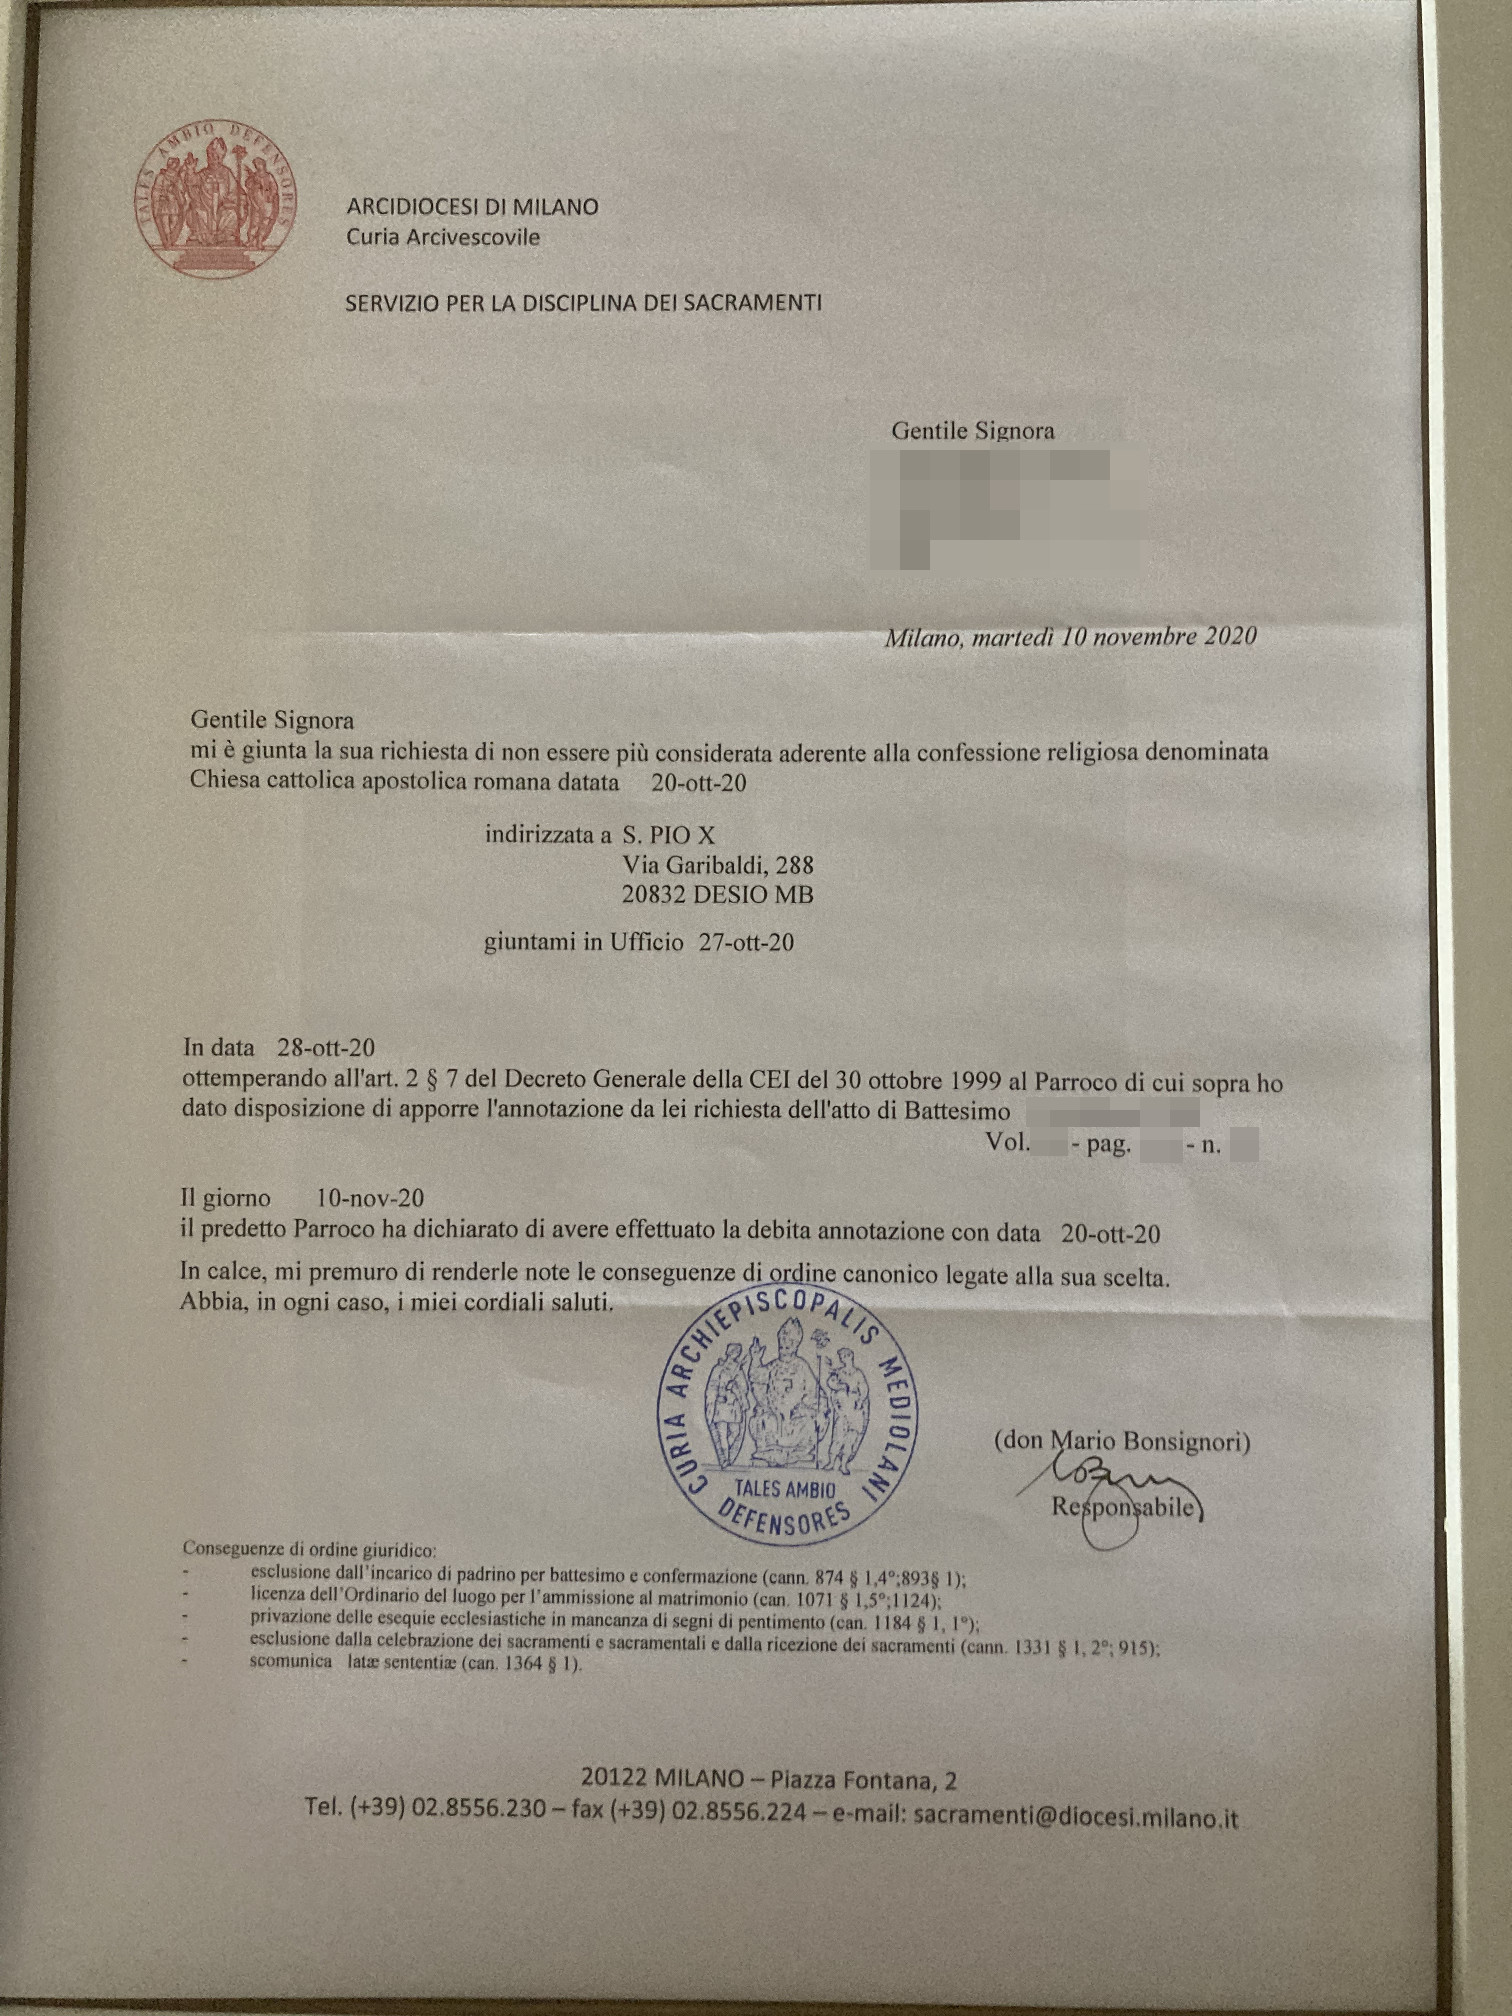 TALES AMBIO DEFENSORES
ARCIDIOCESI DI MILANO
Curia Arcivescovile
SERVIZIO PER LA DISCIPLINA DEI SACRAMENTI
Gentile Signora
Milano, martedì 10 novembre 2020
Gentile Signora
mi è giunta la sua richiesta di non essere più considerata aderente alla confessione religiosa denominata
Chiesa cattolica apostolica romana datata 20-ott-20
indirizzata a S. PIO X
Via Garibaldi, 288
20832 DESIO MB
giuntami in Ufficio 27-ott-20
In data 28-ott-20
ottemperando all'art. 2 § 7 del Decreto Generale della CEI del 30 ottobre 1999 al Parroco di cui sopra ho
dato disposizione di apporre l'annotazione da lei richiesta dell'atto di Battesimo
Vol. - pag. - n.
Il giorno 10-nov-20
il predetto Parroco ha dichiarato di avere effettuato la debita annotazione con data 20-ott-20
In calce, mi premuro di renderle note le conseguenze di ordine canonico legate alla sua scelta.
Abbia, in ogni caso, i miei cordiali saluti.
CURIA ARCHIEPISCOPALIS MEDIOLANI
TALES AMBIO
DEFENSORES
(don Mario Bonsignori)
Responsabile
Conseguenze di ordine giuridico:
- esclusione dall'incarico di padrino per battesimo e confermazione (cann. 874 § 1,4°;893§ 1);
- licenza dell'Ordinario del luogo per l'ammissione al matrimonio (can. 1071 § 1,5°;1124);
- privazione delle esequie ecclesiastiche in mancanza di segni di pentimento (can. 1184 § 1, 1°);
- esclusione dalla celebrazione dei sacramenti e sacramentali e dalla ricezione dei sacramenti (cann. 1331 § 1, 2°; 915);
- scomunica latæ sententiæ (can. 1364 § 1).
20122 MILANO – Piazza Fontana, 2
Tel. (+39) 02.8556.230 – fax (+39) 02.8556.224 – e-mail: sacramenti@diocesi.milano.it